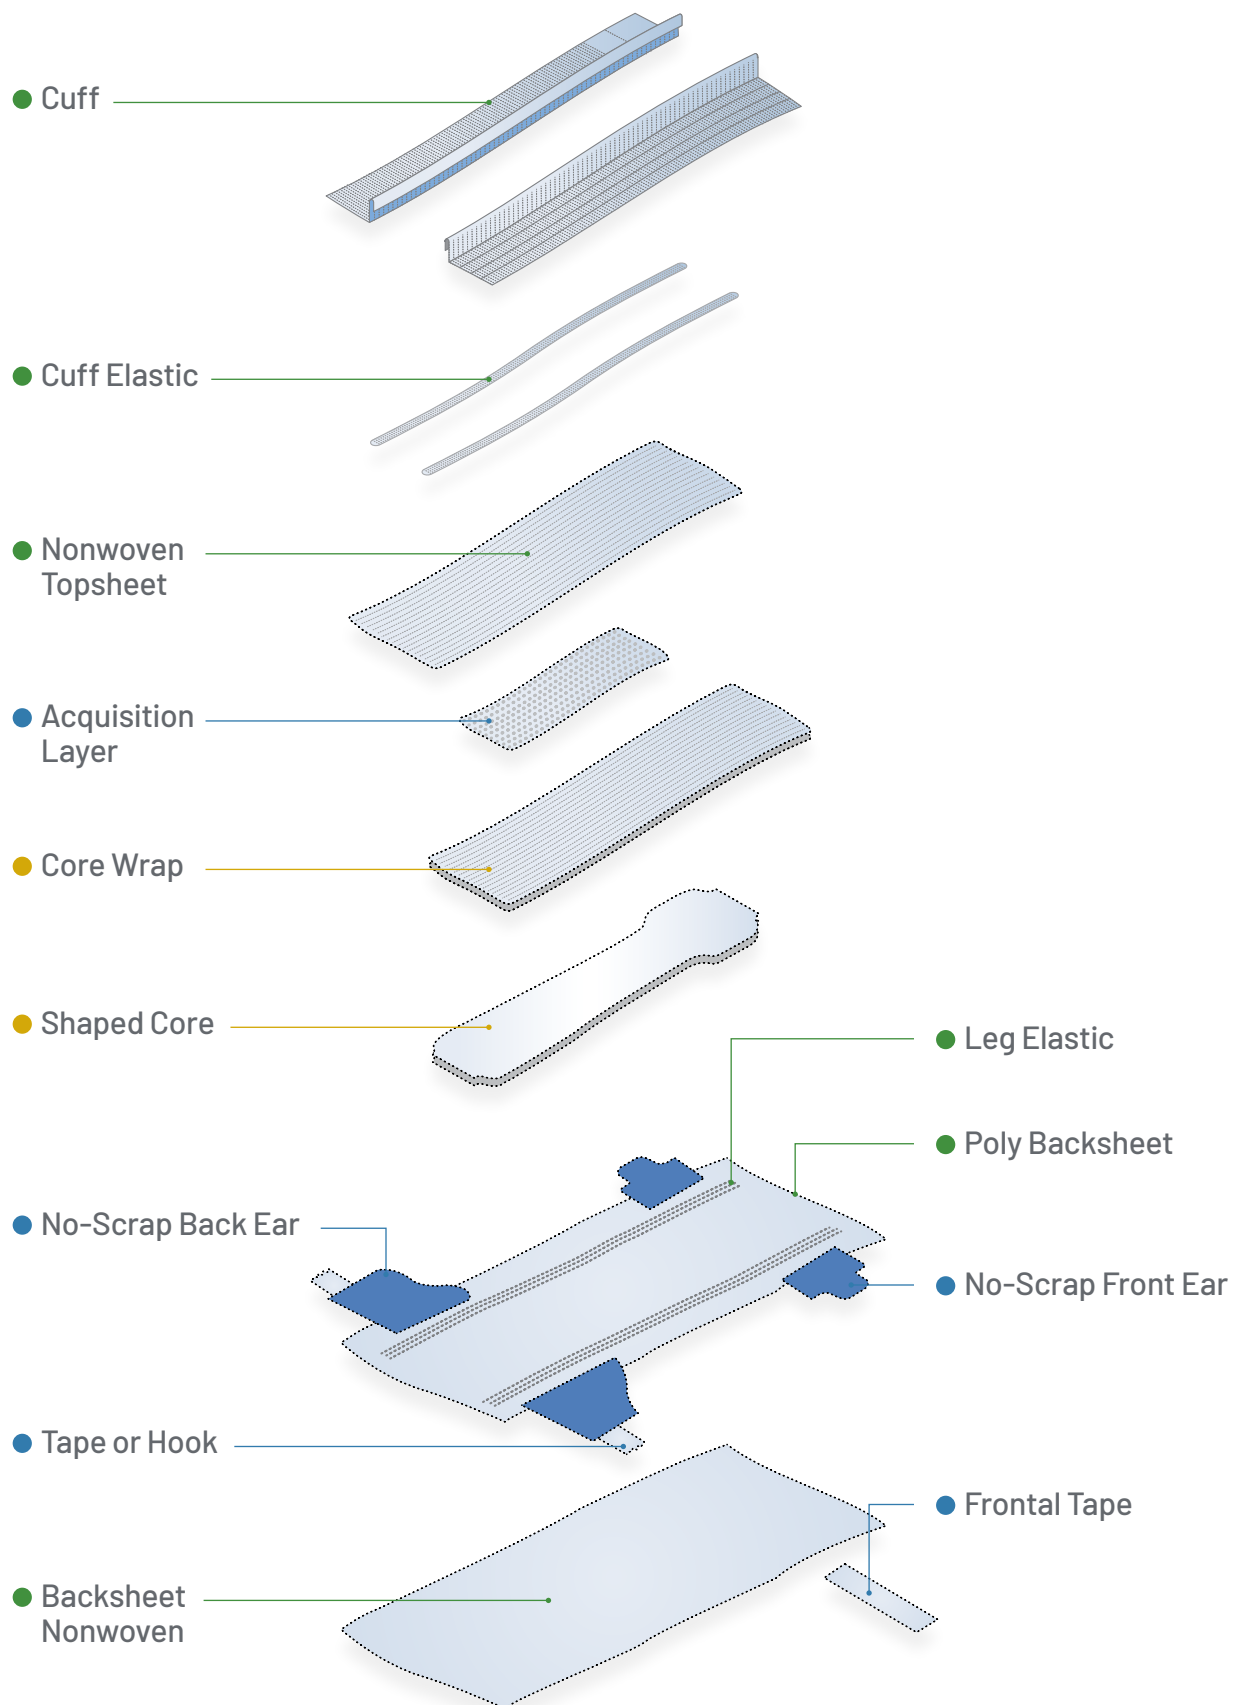 Cuff
Cuff Elastic
Nonwoven
Topsheet
Acquisition
Layer
Core Wrap
Shaped Core
Leg Elastic
Poly Backsheet
No-Scrap Back Ear
No-Scrap Front Ear
Tape or Hook
Frontal Tape
Backsheet
Nonwoven